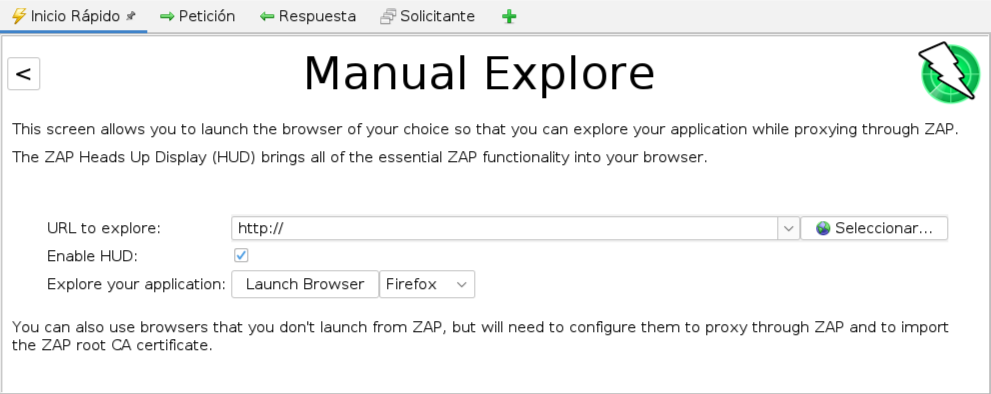 Inicio Rápido
Petición
Respuesta
Solicitante
<
Manual Explore
This screen allows you to launch the browser of your choice so that you can explore your application while proxying through ZAP.
The ZAP Heads Up Display (HUD) brings all of the essential ZAP functionality into your browser.
URL to explore: http:// Seleccionar...
Enable HUD:
Explore your application: Launch Browser Firefox
You can also use browsers that you don't launch from ZAP, but will need to configure them to proxy through ZAP and to import
the ZAP root CA certificate.